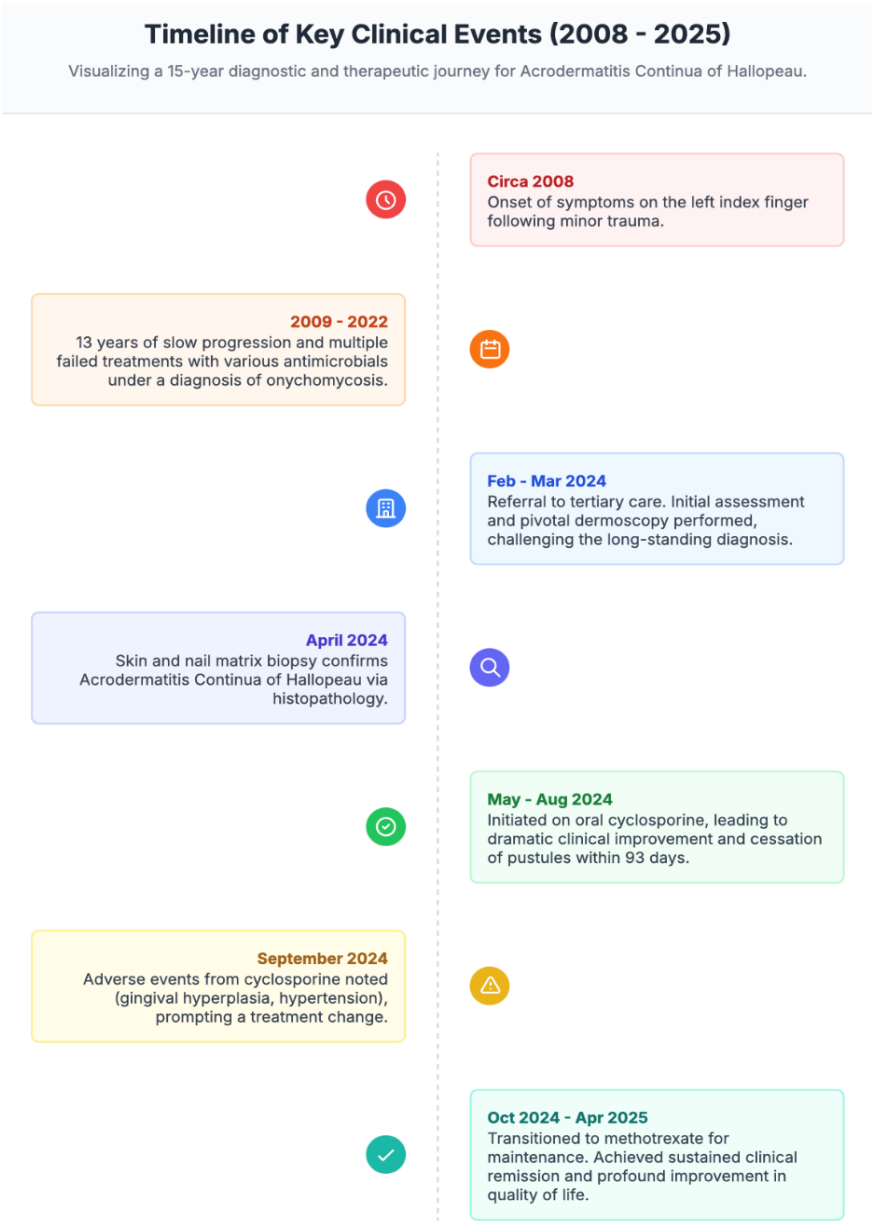 Timeline of Key Clinical Events (2008 - 2025)
Visualizing a 15-year diagnostic and therapeutic journey for Acrodermatitis Continua of Hallopeau.
Circa 2008
Onset of symptoms on the left index finger
following minor trauma.
2009 - 2022
13 years of slow progression and multiple
failed treatments with various antimicrobials
under a diagnosis of onychomycosis.
Feb - Mar 2024
Referral to tertiary care. Initial assessment
and pivotal dermoscopy performed,
challenging the long-standing diagnosis.
April 2024
Skin and nail matrix biopsy confirms
Acrodermatitis Continua of Hallopeau via
histopathology.
May - Aug 2024
Initiated on oral cyclosporine, leading to
dramatic clinical improvement and cessation
of pustules within 93 days.
September 2024
Adverse events from cyclosporine noted
(gingival hyperplasia, hypertension),
prompting a treatment change.
Oct 2024 - Apr 2025
Transitioned to methotrexate for
maintenance. Achieved sustained clinical
remission and profound improvement in
quality of life.